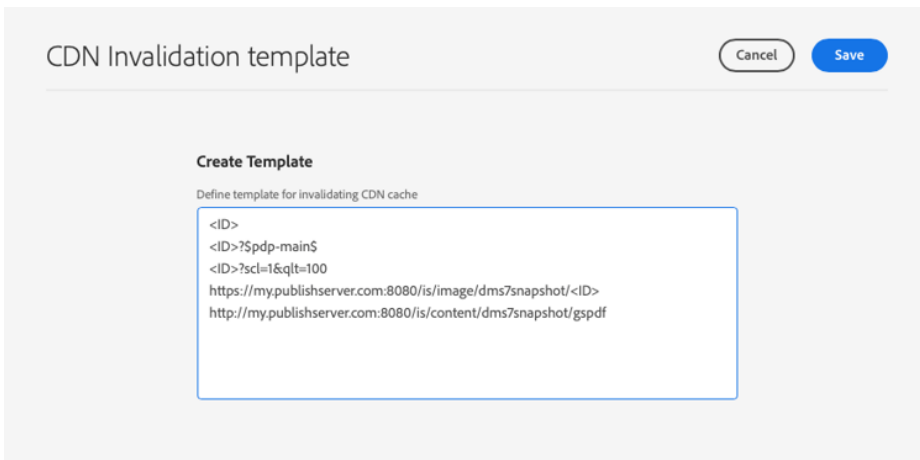 CDN Invalidation template
Cancel
Save
Create Template
Define template for invalidating CDN cache
<ID>
<ID>?$pdp-main$
<ID>?scl=1&qlt=100
https://my.publishserver.com:8080/is/image/dms7snapshot/<ID>
http://my.publishserver.com:8080/is/content/dms7snapshot/gspdf